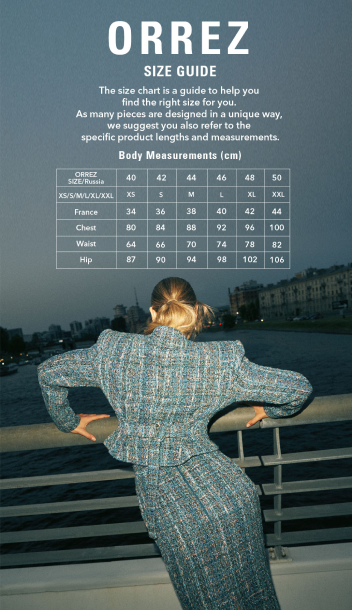 ORREZ
SIZE GUIDE
The size chart is a guide to help you
find the right size for you.
As many pieces are designed in a unique way,
we suggest you also refer to the
specific product lengths and measurements.
Body Measurements (cm)
ORREZ SIZE/Russia 40 42 44 46 48 50
XS/S/M/L/XL/XXL XS S M L XL XXL
France 34 36 38 40 42 44
Chest 80 84 88 92 96 100
Waist 64 66 70 74 78 82
Hip 87 90 94 98 102 106